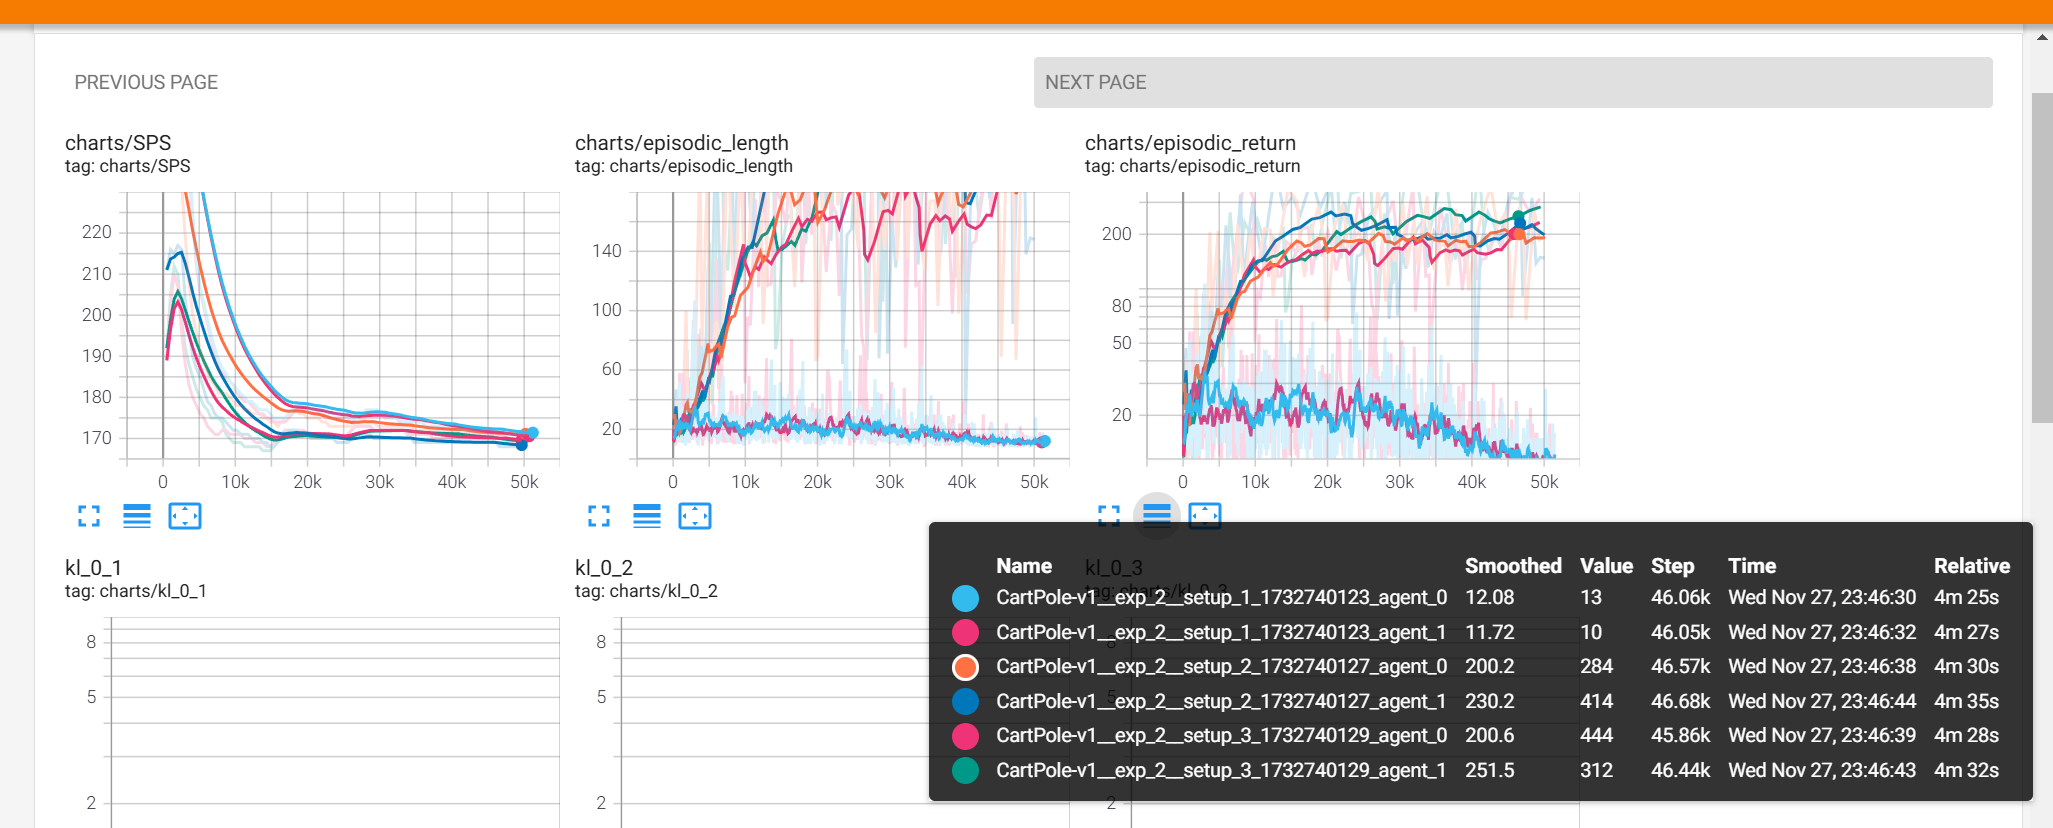 PREVIOUS PAGE
NEXT PAGE
charts/SPS
tag: charts/SPS
220
210
200
190
180
170
0 10k 20k 30k 40k 50k
charts/episodic_length
tag: charts/episodic_length
140
100
60
20
0 10k 20k 30k 40k 50k
charts/episodic_return
tag: charts/episodic_return
200
80
50
20
0 10k 20k 30k 40k 50k
kl_0_1
tag: charts/kl_0_1
8
5
2
kl_0_2
tag: charts/kl_0_2
8
5
2
kl_0_3
tag: charts/kl_0_3
8
5
2
Name Smoothed Value Step Time Relative
CartPole-v1__exp_2__setup_1_1732740123_agent_0 12.08 13 46.06k Wed Nov 27, 23:46:30 4m 25s
CartPole-v1__exp_2__setup_1_1732740123_agent_1 11.72 10 46.05k Wed Nov 27, 23:46:32 4m 27s
CartPole-v1__exp_2__setup_2_1732740127_agent_0 200.2 284 46.57k Wed Nov 27, 23:46:38 4m 30s
CartPole-v1__exp_2__setup_2_1732740127_agent_1 230.2 414 46.68k Wed Nov 27, 23:46:44 4m 35s
CartPole-v1__exp_2__setup_3_1732740129_agent_0 200.6 444 45.86k Wed Nov 27, 23:46:39 4m 28s
CartPole-v1__exp_2__setup_3_1732740129_agent_1 251.5 312 46.44k Wed Nov 27, 23:46:43 4m 32s